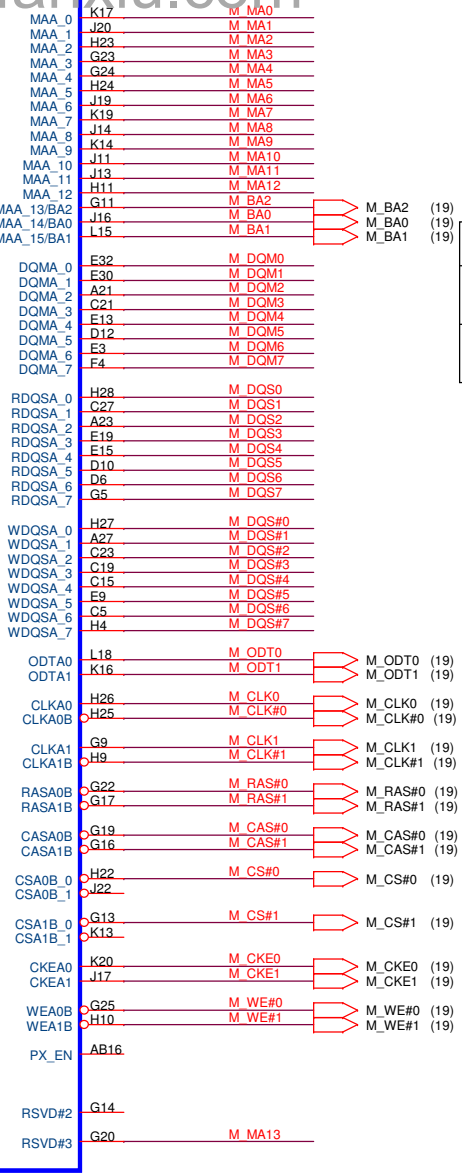 MAA_0 K17 M_MA0
MAA_1 J20 M_MA1
MAA_2 H23 M_MA2
MAA_3 G23 M_MA3
MAA_4 G24 M_MA4
MAA_5 H24 M_MA5
MAA_6 J19 M_MA6
MAA_7 K19 M_MA7
MAA_8 J14 M_MA8
MAA_9 K14 M_MA9
MAA_10 J11 M_MA10
MAA_11 J13 M_MA11
MAA_12 H11 M_MA12
MAA_13/BA2 G11 M_BA2 M_BA2 (19)
MAA_14/BA0 J16 M_BA0 M_BA0 (19)
MAA_15/BA1 L15 M_BA1 M_BA1 (19)
DQMA_0 E32 M_DQM0
DQMA_1 E30 M_DQM1
DQMA_2 A21 M_DQM2
DQMA_3 C21 M_DQM3
DQMA_4 E13 M_DQM4
DQMA_5 D12 M_DQM5
DQMA_6 E3 M_DQM6
DQMA_7 F4 M_DQM7
RDQSA_0 H28 M_DQS0
RDQSA_1 C27 M_DQS1
RDQSA_2 A23 M_DQS2
RDQSA_3 E19 M_DQS3
RDQSA_4 E15 M_DQS4
RDQSA_5 D10 M_DQS5
RDQSA_6 D6 M_DQS6
RDQSA_7 G5 M_DQS7
WDQSA_0 H27 M_DQS#0
WDQSA_1 A27 M_DQS#1
WDQSA_2 C23 M_DQS#2
WDQSA_3 C19 M_DQS#3
WDQSA_4 C15 M_DQS#4
WDQSA_5 E9 M_DQS#5
WDQSA_6 C5 M_DQS#6
WDQSA_7 H4 M_DQS#7
ODTA0 L18 M_ODT0 M_ODT0 (19)
ODTA1 K16 M_ODT1 M_ODT1 (19)
CLKA0 H26 M_CLK0 M_CLK0 (19)
CLKA0B H25 M_CLK#0 M_CLK#0 (19)
CLKA1 G9 M_CLK1 M_CLK1 (19)
CLKA1B H9 M_CLK#1 M_CLK#1 (19)
RASA0B G22 M_RAS#0 M_RAS#0 (19)
RASA1B G17 M_RAS#1 M_RAS#1 (19)
CASA0B G19 M_CAS#0 M_CAS#0 (19)
CASA1B G16 M_CAS#1 M_CAS#1 (19)
CSA0B_0 H22 M_CS#0 M_CS#0 (19)
CSA0B_1 J22
CSA1B_0 G13 M_CS#1 M_CS#1 (19)
CSA1B_1 K13
CKEA0 K20 M_CKE0 M_CKE0 (19)
CKEA1 J17 M_CKE1 M_CKE1 (19)
WEA0B G25 M_WE#0 M_WE#0 (19)
WEA1B H10 M_WE#1 M_WE#1 (19)
PX_EN AB16
RSVD#2 G14
RSVD#3 G20 M_MA13